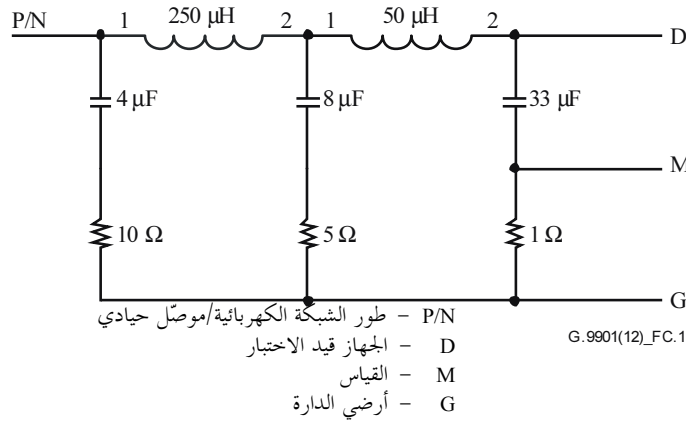 P/N 1 250 µH 2 1 50 µH 2 D
4 µF 8 µF 33 µF
M
10 Ω 5 Ω 1 Ω
G
P/N – طور الشبكة الكهربائية/موصّل حيادي
G.9901(12)_FC.1
D – الجهاز قيد الاختبار
M – القياس
G – أرضي الدارة